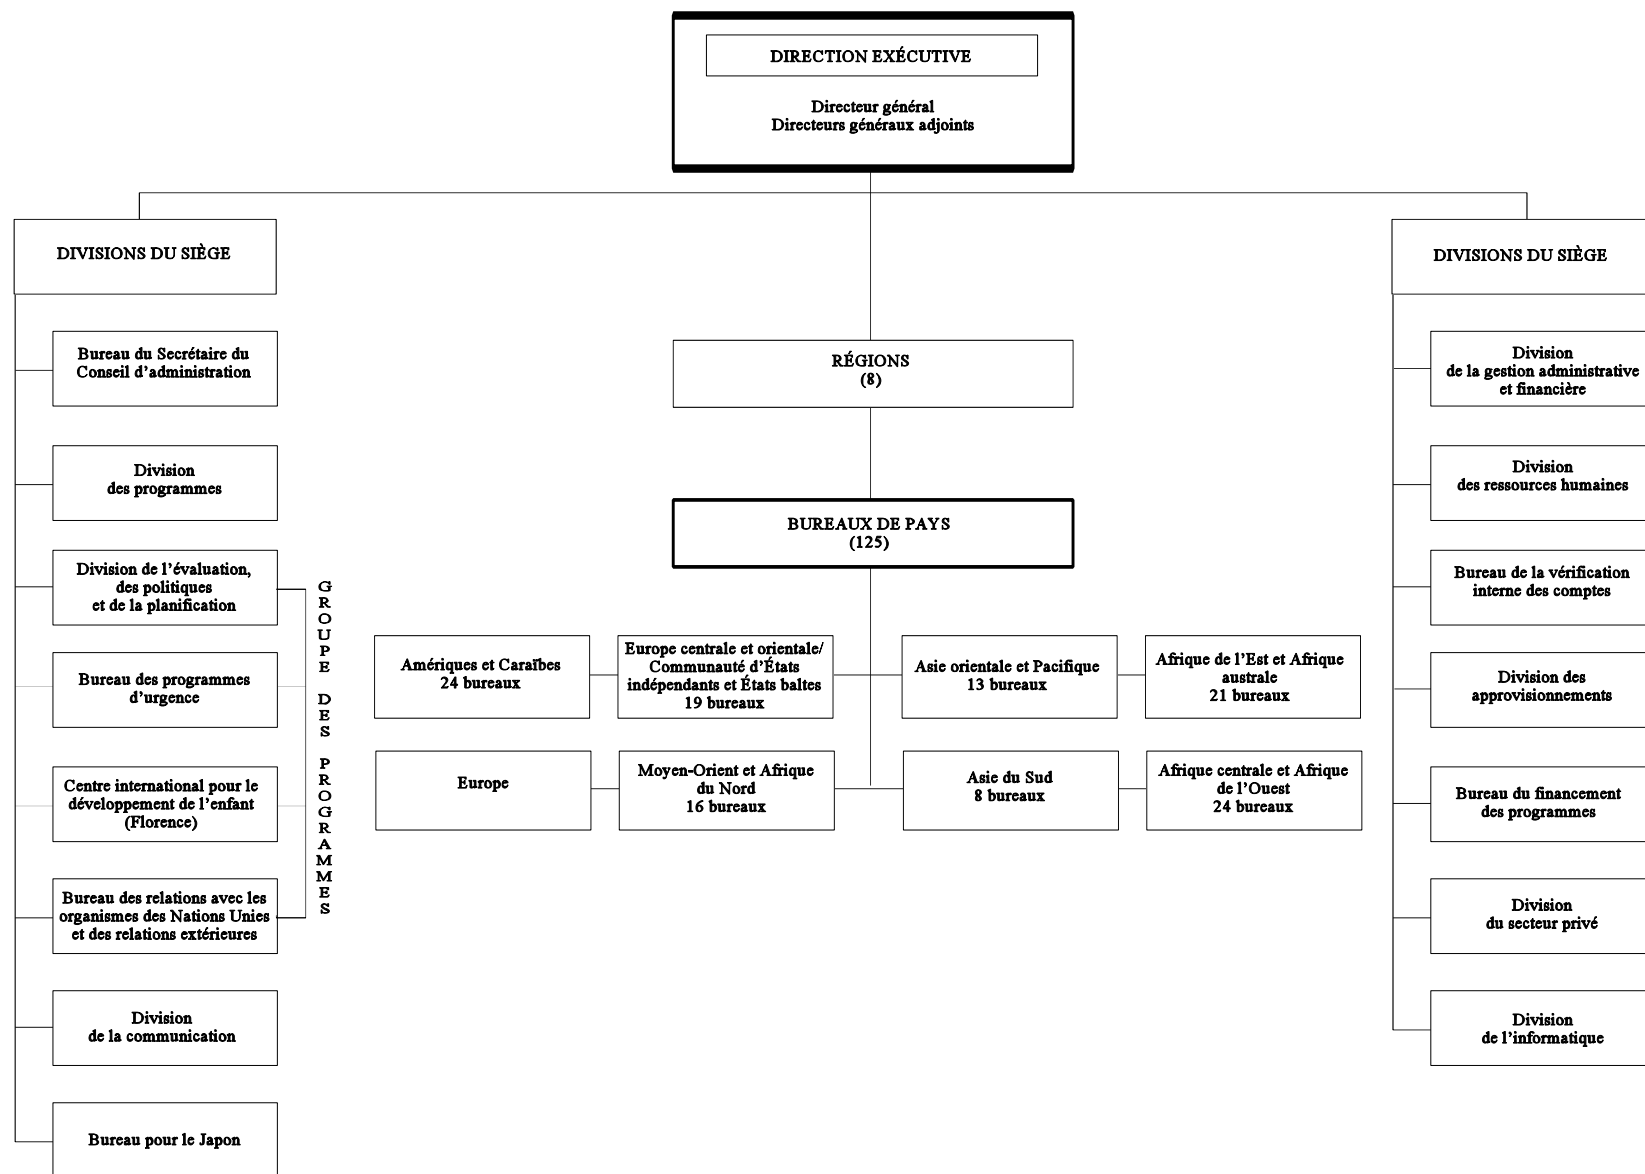 DIRECTION EXÉCUTIVE
Directeur général
Directeurs généraux adjoints
DIVISIONS DU SIÈGE
Bureau du Secrétaire du
Conseil d’administration
Division
des programmes
Division de l’évaluation,
des politiques
et de la planification
Bureau des programmes
d’urgence
Centre international pour le
développement de l’enfant
(Florence)
Bureau des relations avec les
organismes des Nations Unies
et des relations extérieures
Division
de la communication
Bureau pour le Japon
GROUPE DES PROGRAMMES
RÉGIONS
(8)
BUREAUX DE PAYS
(125)
Amériques et Caraïbes
24 bureaux
Europe centrale et orientale/
Communauté d’États
indépendants et États baltes
19 bureaux
Asie orientale et Pacifique
13 bureaux
Afrique de l’Est et Afrique
australe
21 bureaux
Europe
Moyen-Orient et Afrique
du Nord
16 bureaux
Asie du Sud
8 bureaux
Afrique centrale et Afrique
de l’Ouest
24 bureaux
DIVISIONS DU SIÈGE
Division
de la gestion administrative
et financière
Division
des ressources humaines
Bureau de la vérification
interne des comptes
Division des
approvisionnements
Bureau du financement
des programmes
Division
du secteur privé
Division
de l’informatique